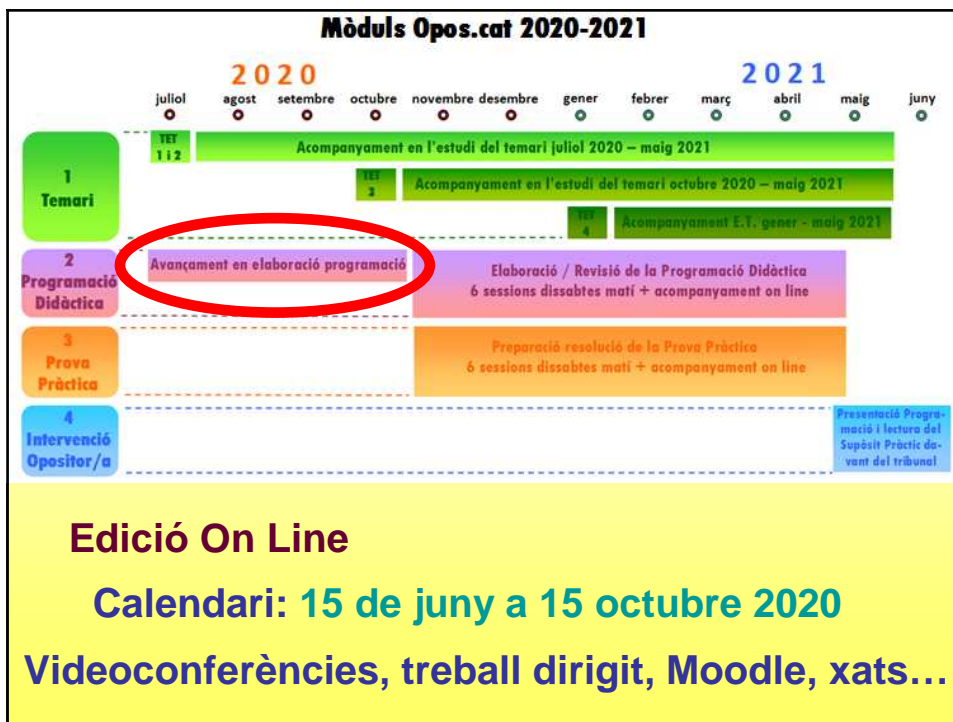 Mòduls Opos.cat 2020-2021
2020
2021
juliol agost setembre octubre novembre desembre gener febrer març abril maig juny
1
Temari
TET
1 i 2
Acompanyament en l'estudi del temari juliol 2020 – maig 2021
TET
3
Acompanyament en l'estudi del temari octubre 2020 – maig 2021
TET
4
Acompanyament E.T. gener - maig 2021
2
Programació
Didàctica
Avançament en elaboració programació
Elaboració / Revisió de la Programació Didàctica
6 sessions dissabtes matí + acompanyament on line
3
Prova
Pràctica
Preparació resolució de la Prova Pràctica
6 sessions dissabtes matí + acompanyament on line
4
Intervenció
Opositor/a
Presentació Progra-
mació i lectura del
Supòsit Pràctic da-
vant del tribunal
Edició On Line
Calendari: 15 de juny a 15 octubre 2020
Videoconferències, treball dirigit, Moodle, xats…